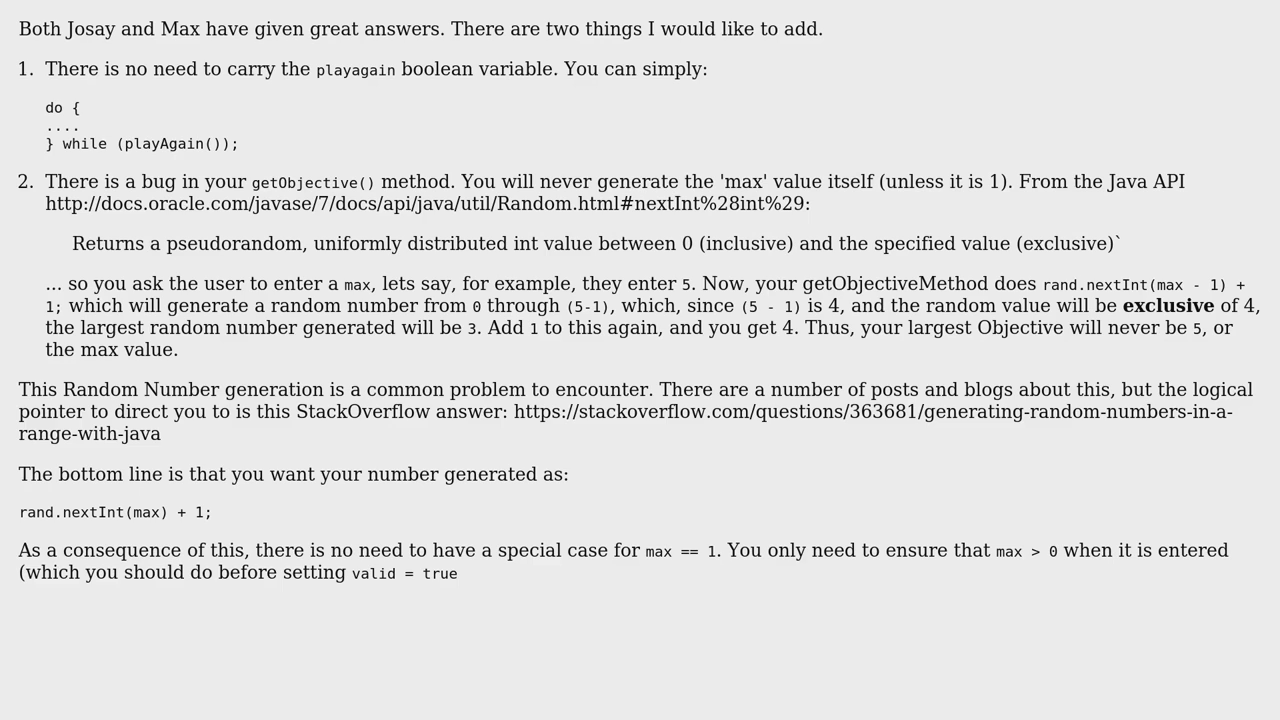 Both Josay and Max have given great answers. There are two things I would like to add.
1. There is no need to carry the playagain boolean variable. You can simply:
do {
....
} while (playAgain());
2. There is a bug in your getObjective() method. You will never generate the 'max' value itself (unless it is 1). From the Java API
http://docs.oracle.com/javase/7/docs/api/java/util/Random.html#nextInt%28int%29:
Returns a pseudorandom, uniformly distributed int value between 0 (inclusive) and the specified value (exclusive)`
... so you ask the user to enter a max, lets say, for example, they enter 5. Now, your getObjectiveMethod does rand.nextInt(max - 1) +
1; which will generate a random number from 0 through (5-1), which, since (5 - 1) is 4, and the random value will be exclusive of 4,
the largest random number generated will be 3. Add 1 to this again, and you get 4. Thus, your largest Objective will never be 5, or
the max value.
This Random Number generation is a common problem to encounter. There are a number of posts and blogs about this, but the logical
pointer to direct you to is this StackOverflow answer: https://stackoverflow.com/questions/363681/generating-random-numbers-in-a-
range-with-java
The bottom line is that you want your number generated as:
rand.nextInt(max) + 1;
As a consequence of this, there is no need to have a special case for max == 1. You only need to ensure that max > 0 when it is entered
(which you should do before setting valid = true